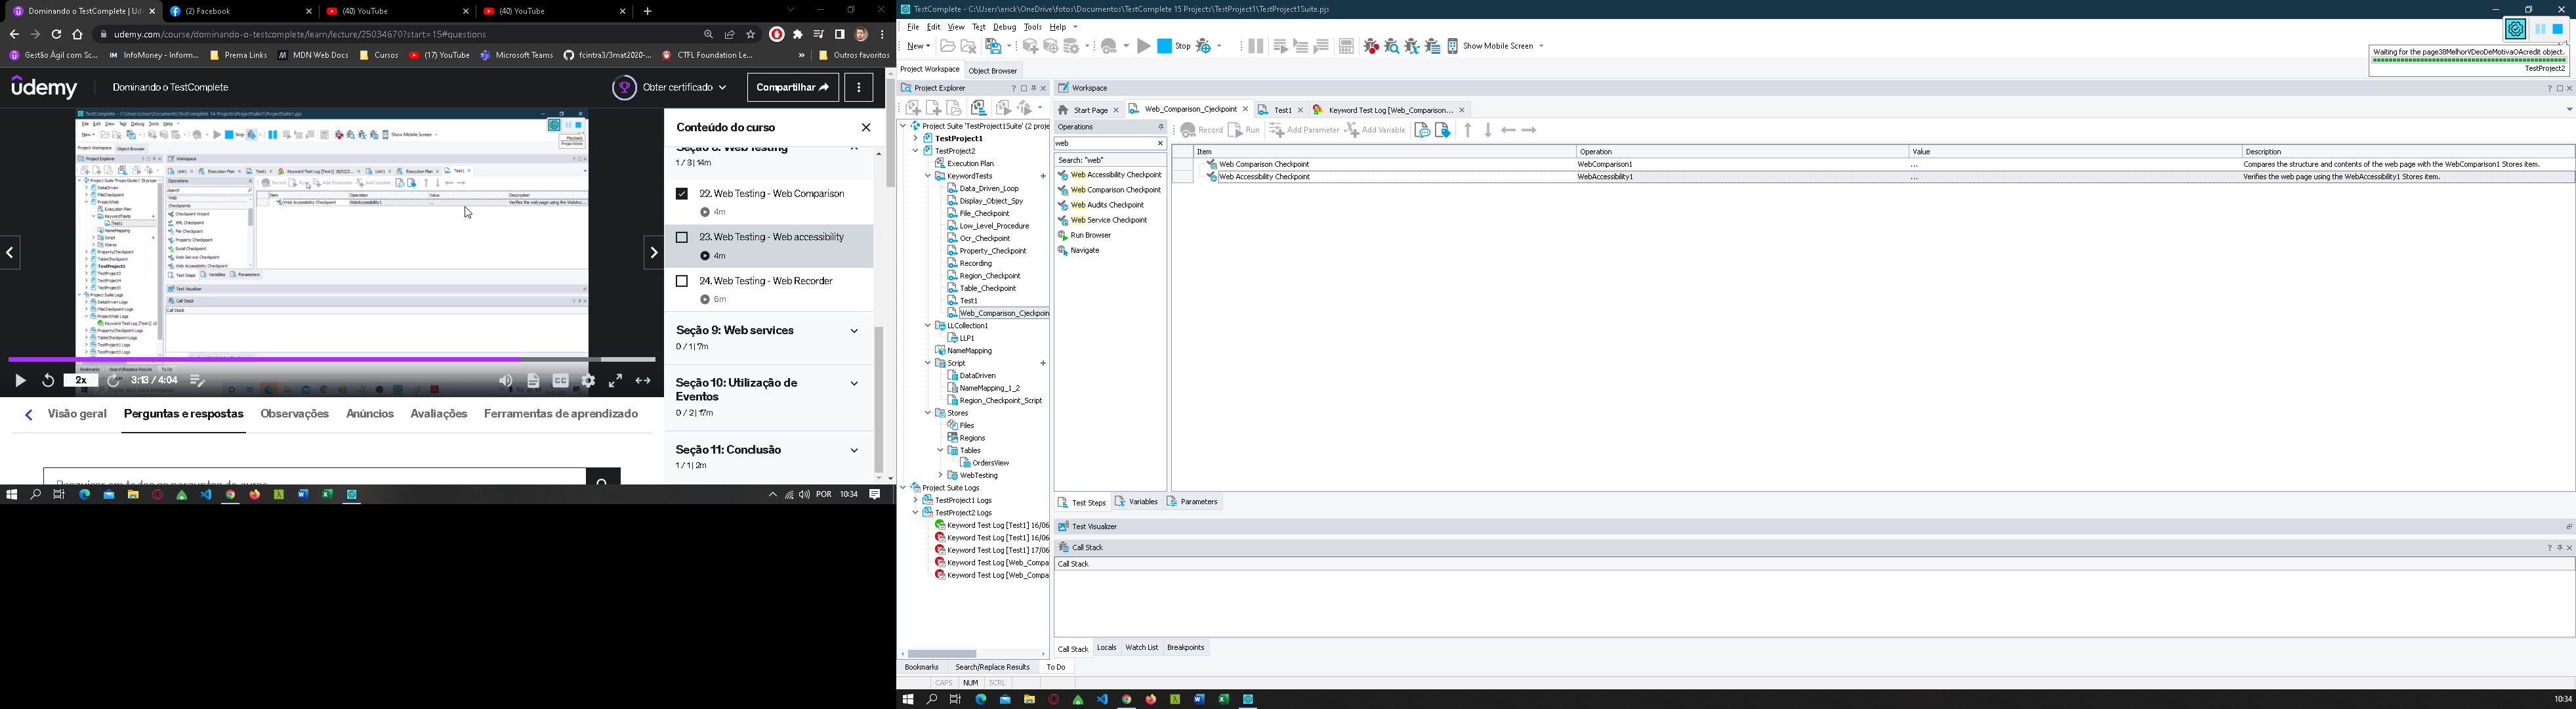 Dominando o TestComplete | Ud
(2) Facebook
(40) YouTube
(40) YouTube
udemy.com/course/dominando-o-testcomplete/learn/lecture/25034670?start=15#questions
Gestão Ágil com Sc...
InfoMoney - Inform...
Prema Links
MDN Web Docs
Cursos
(17) YouTube
Microsoft Teams
fcintra3/3mat2020-...
CTFL Foundation Le...
»
Outros favoritos
ûdemy
Dominando o TestComplete
Obter certificado
Compartilhar
Conteúdo do curso
Seção 8: Web Testing
1 / 3 | 14m
22. Web Testing - Web Comparison
4m
23. Web Testing - Web accessibility
4m
24. Web Testing - Web Recorder
6m
Seção 9: Web services
0 / 1 | 7m
Seção 10: Utilização de
Eventos
0 / 2 | 17m
Seção 11: Conclusão
1 / 1 | 2m
2x
3:13 / 4:04
CC
Visão geral
Perguntas e respostas
Observações
Anúncios
Avaliações
Ferramentas de aprendizado
POR
10:34
TestComplete - C:\Users\erick\OneDrive\fotos\Documentos\TestComplete 15 Projects\TestProject1\TestProject1Suite.pjs
File Edit View Test Debug Tools Help
New
Stop
Show Mobile Screen
Waiting for the page38MelhorVDeoDeMotivaOAcredit object.
TestProject2
Project Workspace
Object Browser
Project Explorer
Workspace
Start Page
Web_Comparison_Cjeckpoint
Test1
Keyword Test Log [Web_Comparison...
Operations
Record
Run
Add Parameter
Add Variable
web
Search: "web"
Web Accessibility Checkpoint
Web Comparison Checkpoint
Web Audits Checkpoint
Web Service Checkpoint
Run Browser
Navigate
Item Operation Value Description
Web Comparison Checkpoint WebComparison1 ... Compares the structure and contents of the web page with the WebComparison1 Stores item.
Web Accessibility Checkpoint WebAccessibility1 ... Verifies the web page using the WebAccessibility1 Stores item.
Project Suite 'TestProject1Suite' (2 proje
TestProject1
TestProject2
Execution Plan
KeywordTests
Data_Driven_Loop
Display_Object_Spy
File_Checkpoint
Low_Level_Procedure
Ocr_Checkpoint
Property_Checkpoint
Recording
Region_Checkpoint
Table_Checkpoint
Test1
Web_Comparison_Cjeckpoin
LLCollection1
LLP1
NameMapping
Script
DataDriven
NameMapping_1_2
Region_Checkpoint_Script
Stores
Files
Regions
Tables
OrdersView
WebTesting
Project Suite Logs
TestProject1 Logs
TestProject2 Logs
Keyword Test Log [Test1] 16/06
Keyword Test Log [Test1] 16/06
Keyword Test Log [Test1] 17/06
Keyword Test Log [Web_Compa
Keyword Test Log [Web_Compa
Test Steps
Variables
Parameters
Test Visualizer
Call Stack
Call Stack
Call Stack
Locals
Watch List
Breakpoints
Bookmarks
Search/Replace Results
To Do
CAPS NUM SCRL
10:34